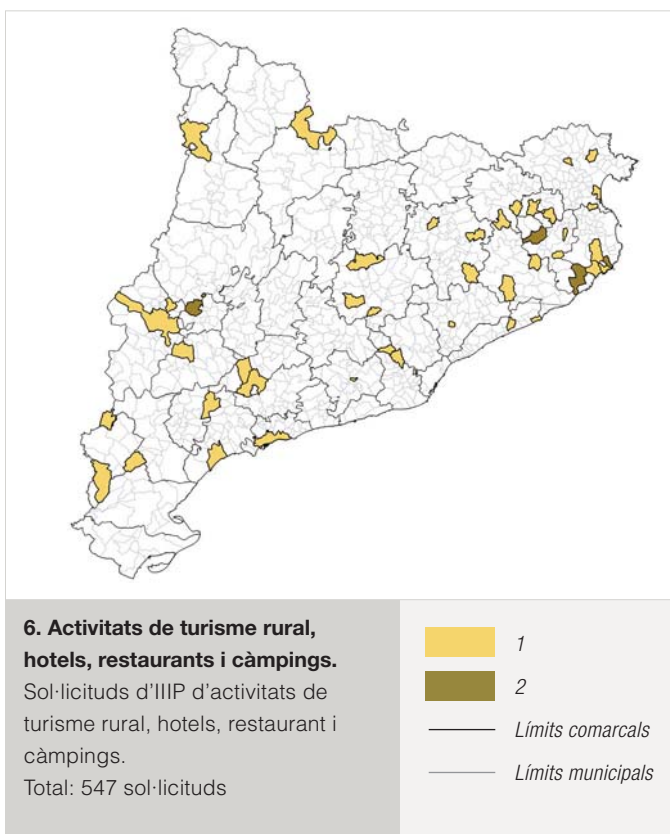 6. Activitats de turisme rural,
hotels, restaurants i càmpings.
Sol·licituds d'IIIP d'activitats de
turisme rural, hotels, restaurant i
càmpings.
Total: 547 sol·licituds
1
2
Límits comarcals
Límits municipals